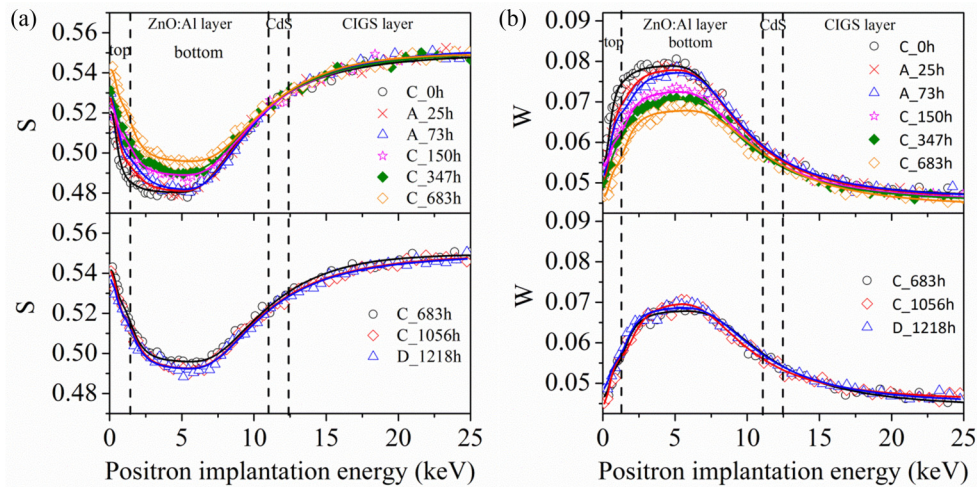 (a)
ZnO:Al layer
CdS
CIGS layer
top
bottom
0.56
0.54
0.52
0.50
0.48
S
C_0h
A_25h
A_73h
C_150h
C_347h
C_683h
0.56
0.54
0.52
0.50
0.48
S
C_683h
C_1056h
D_1218h
0 5 10 15 20 25
Positron implantation energy (keV)
(b)
ZnO:Al layer
CdS
CIGS layer
top
bottom
0.09
0.08
0.07
0.06
0.05
W
C_0h
A_25h
A_73h
C_150h
C_347h
C_683h
0.09
0.08
0.07
0.06
0.05
W
C_683h
C_1056h
D_1218h
0 5 10 15 20 25
Positron implantation energy (keV)